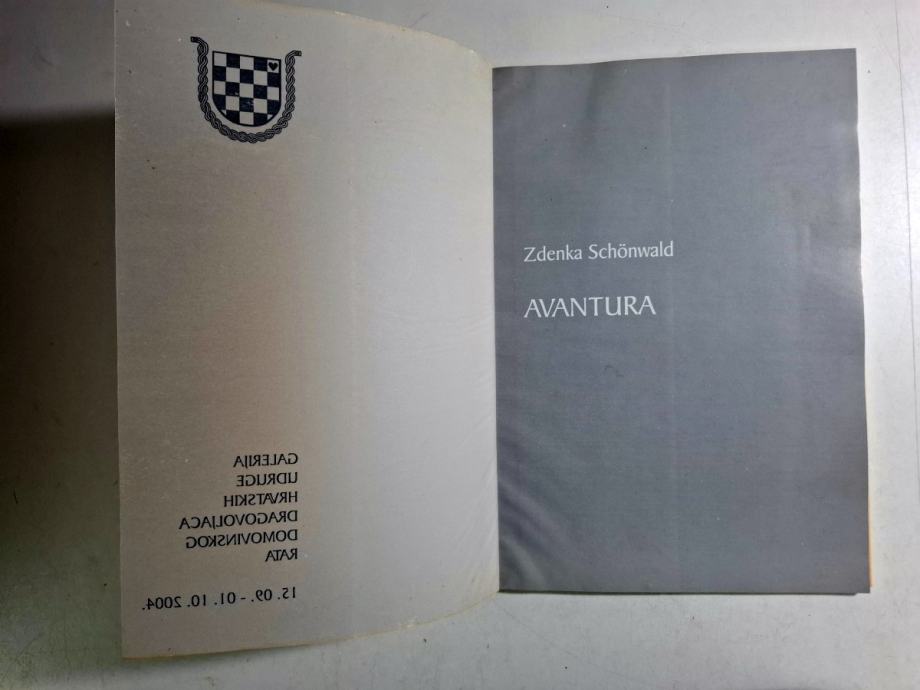 GALERIJA
UDRUGE
HRVATSKIH
DRAGOVOLJACA
DOMOVINSKOG
RATA
15. 09. - 01. 10. 2004.
Zdenka Schönwald
AVANTURA